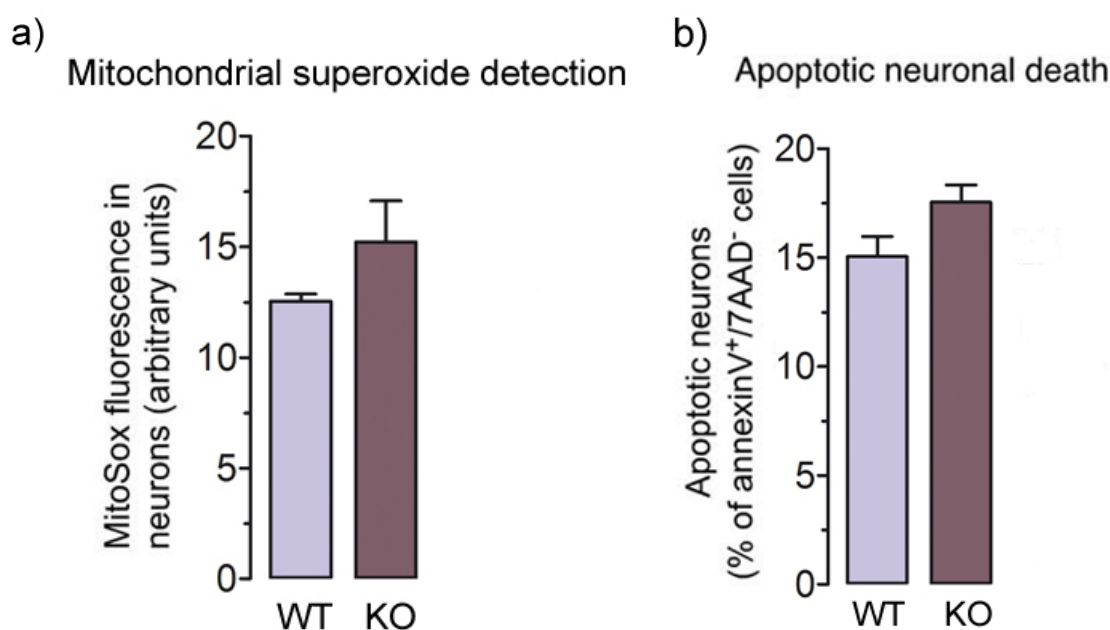 a)
Mitochondrial superoxide detection
MitoSox fluorescence in
neurons (arbitrary units)
20
15
10
5
0
WT KO
b)
Apoptotic neuronal death
Apoptotic neurons
(% of annexinV⁺/7AAD⁻ cells)
20
15
10
5
0
WT KO